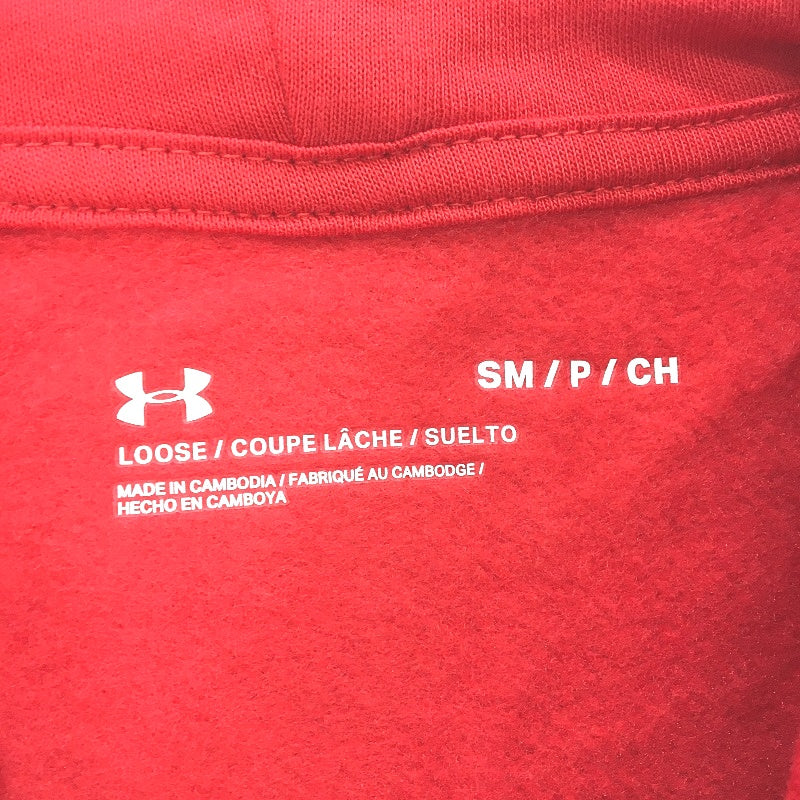 SM / P / CH
LOOSE / COUPE LÂCHE / SUELTO
MADE IN CAMBODIA / FABRIQUÉ AU CAMBODGE /
HECHO EN CAMBOYA